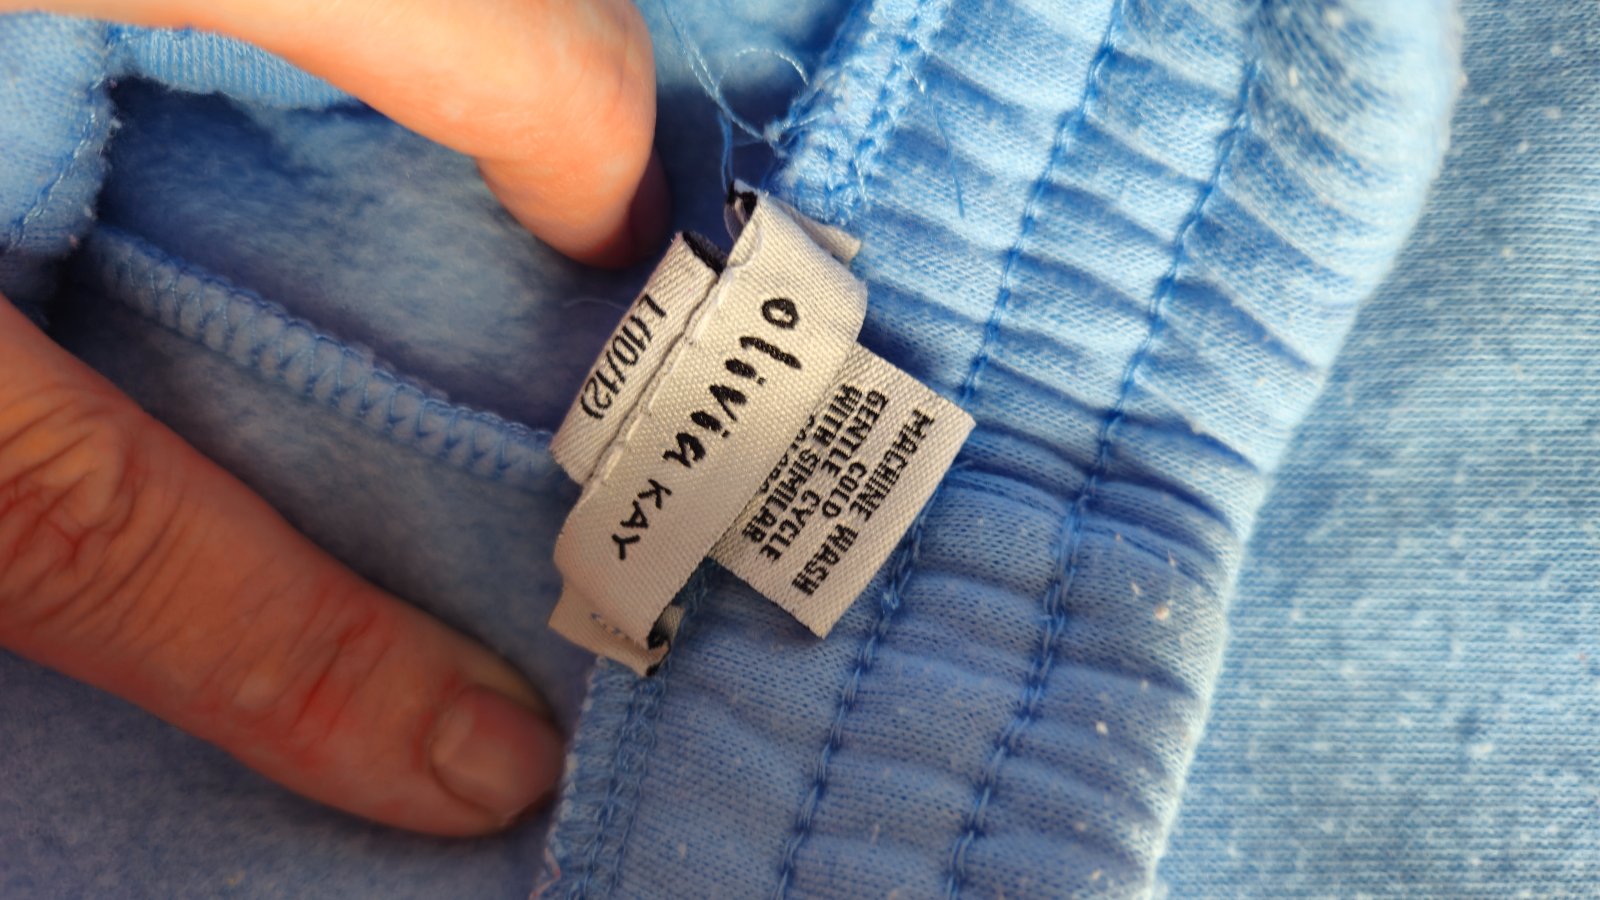 olivia KAY
L (10/12)
MACHINE WASH
GENTLE COLD CYCLE
WITH SIMILAR